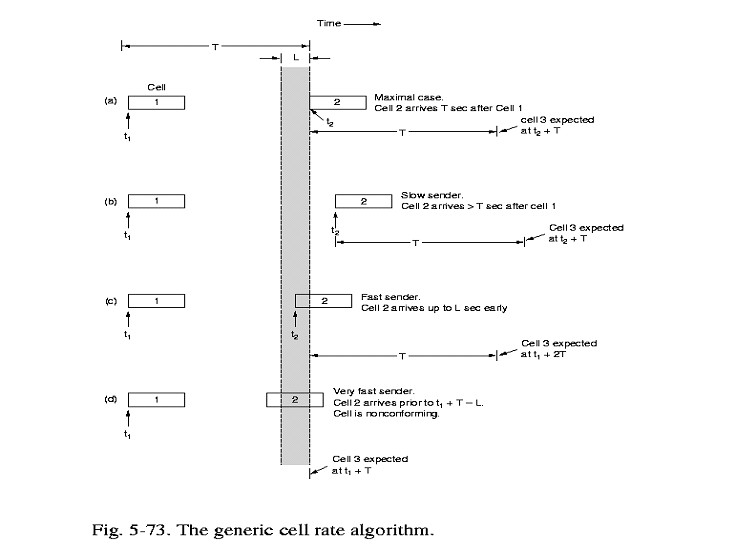 Time
T
L
Cell
(a)
1
2
Maximal case.
Cell 2 arrives T sec after Cell 1
t1
t2
T
cell 3 expected
at t2 + T
(b)
1
2
Slow sender.
Cell 2 arrives > T sec after cell 1
t1
t2
T
Cell 3 expected
at t2 + T
(c)
1
2
Fast sender.
Cell 2 arrives up to L sec early
t1
t2
T
Cell 3 expected
at t1 + 2T
(d)
1
2
Very fast sender.
Cell 2 arrives prior to t1 + T – L.
Cell is nonconforming.
t1
Cell 3 expected
at t1 + T
Fig. 5-73. The generic cell rate algorithm.